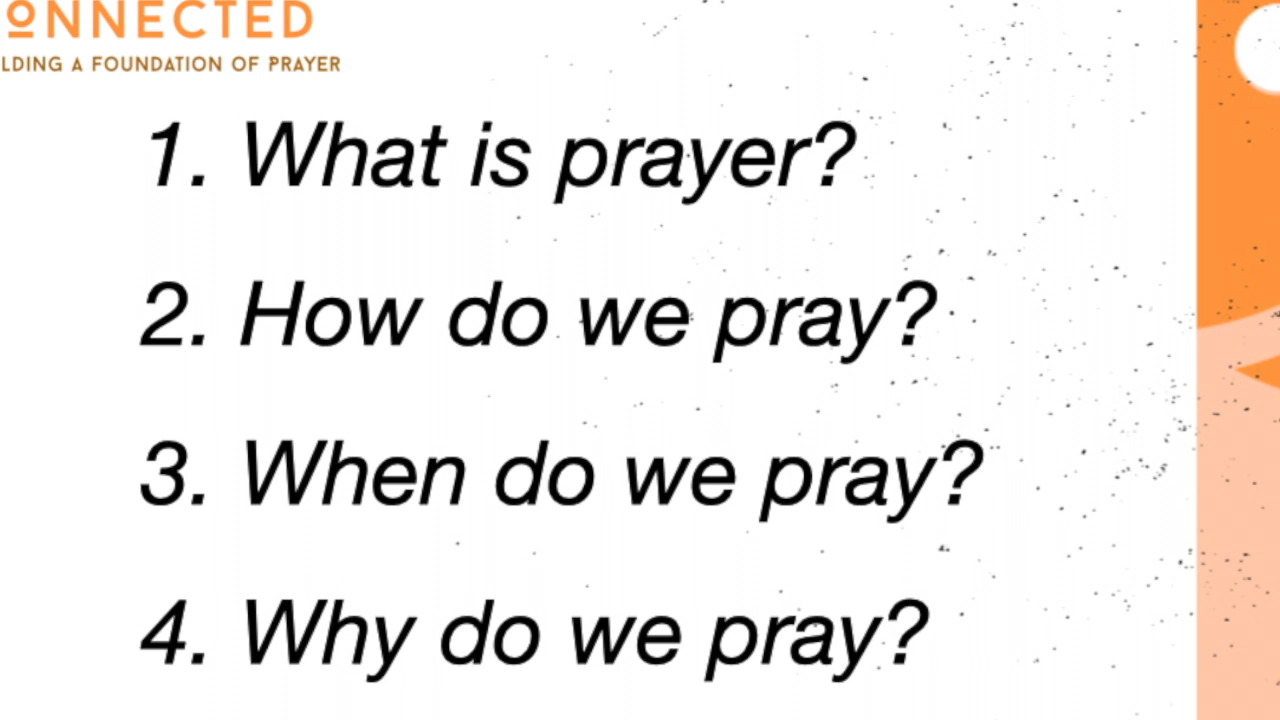 ONNECTED
LDING A FOUNDATION OF PRAYER
1. What is prayer?
2. How do we pray?
3. When do we pray?
4. Why do we pray?